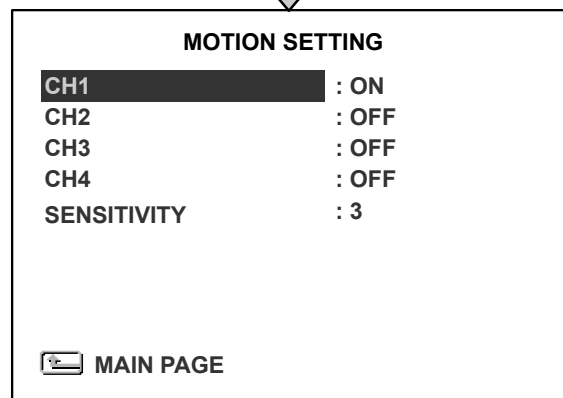 MOTION SETTING
CH1 : ON
CH2 : OFF
CH3 : OFF
CH4 : OFF
SENSITIVITY : 3
MAIN PAGE